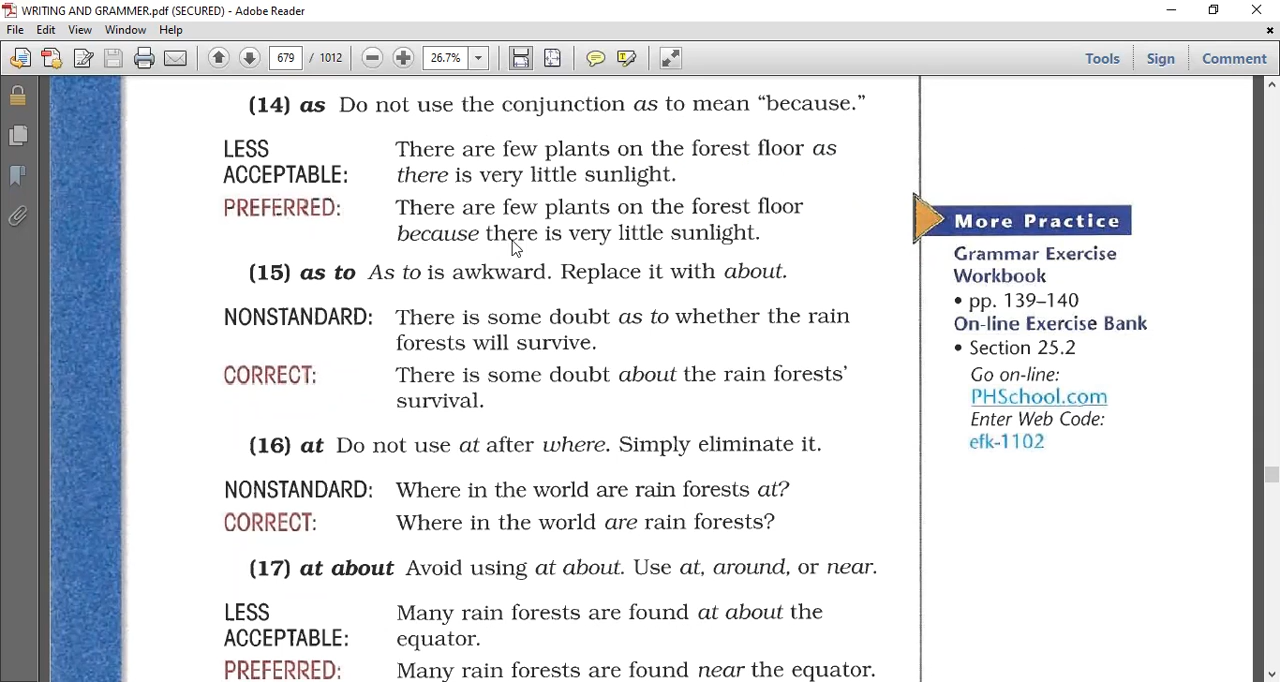 WRITING AND GRAMMER.pdf (SECURED) - Adobe Reader
File Edit View Window Help
679 / 1012 26.7% Tools Sign Comment
(14) as Do not use the conjunction as to mean “because.”
LESS
ACCEPTABLE:
There are few plants on the forest floor as
there is very little sunlight.
PREFERRED: There are few plants on the forest floor
because there is very little sunlight.
(15) as to As to is awkward. Replace it with about.
NONSTANDARD: There is some doubt as to whether the rain
forests will survive.
CORRECT: There is some doubt about the rain forests’
survival.
(16) at Do not use at after where. Simply eliminate it.
NONSTANDARD: Where in the world are rain forests at?
CORRECT: Where in the world are rain forests?
(17) at about Avoid using at about. Use at, around, or near.
LESS
ACCEPTABLE:
Many rain forests are found at about the
equator.
PREFERRED: Many rain forests are found near the equator.
More Practice
Grammar Exercise
Workbook
• pp. 139–140
On-line Exercise Bank
• Section 25.2
Go on-line:
PHSchool.com
Enter Web Code:
efk-1102